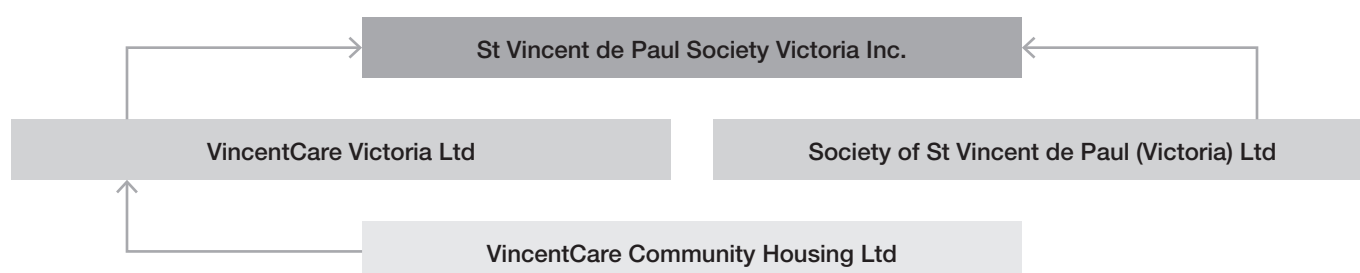 St Vincent de Paul Society Victoria Inc.
VincentCare Victoria Ltd
Society of St Vincent de Paul (Victoria) Ltd
VincentCare Community Housing Ltd